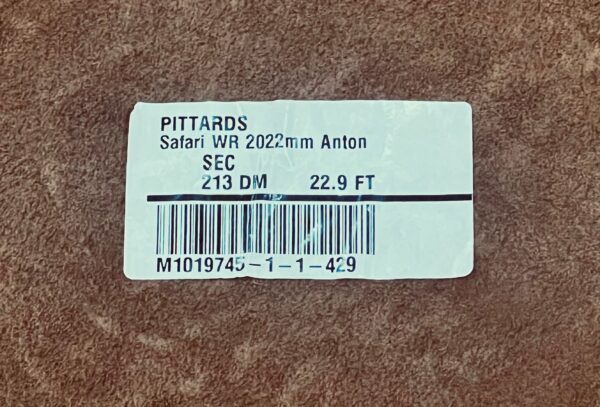 PITTARDS
Safari WR 2022mm Anton
SEC
213 DM 22.9 FT
M1019745-1-1-429